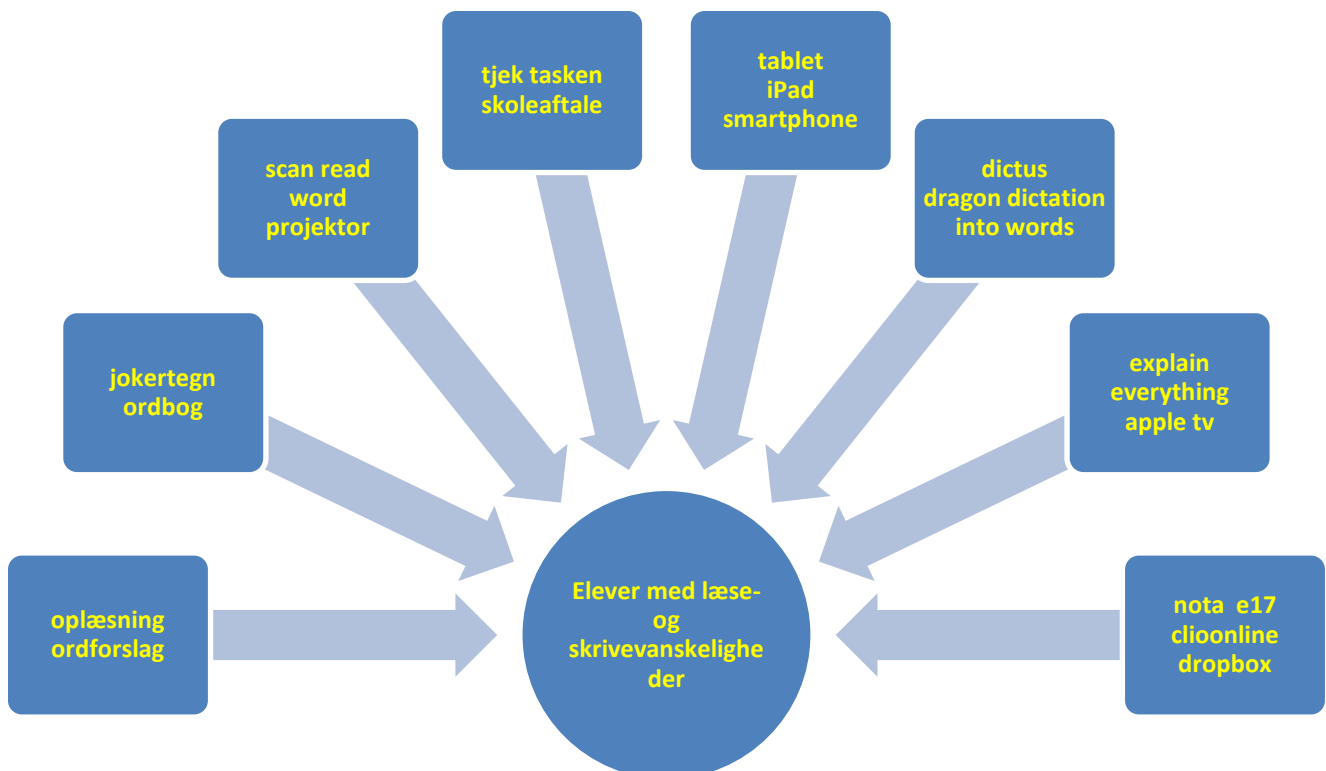 tjek tasken
skoleaftale
tablet
iPad
smartphone
scan read
word
projektor
dictus
dragon dictation
into words
jokertegn
ordbog
explain
everything
apple tv
oplæsning
ordforslag
Elever med læse-
og
skrivevanskelighe
der
nota  e17
clioonline
dropbox